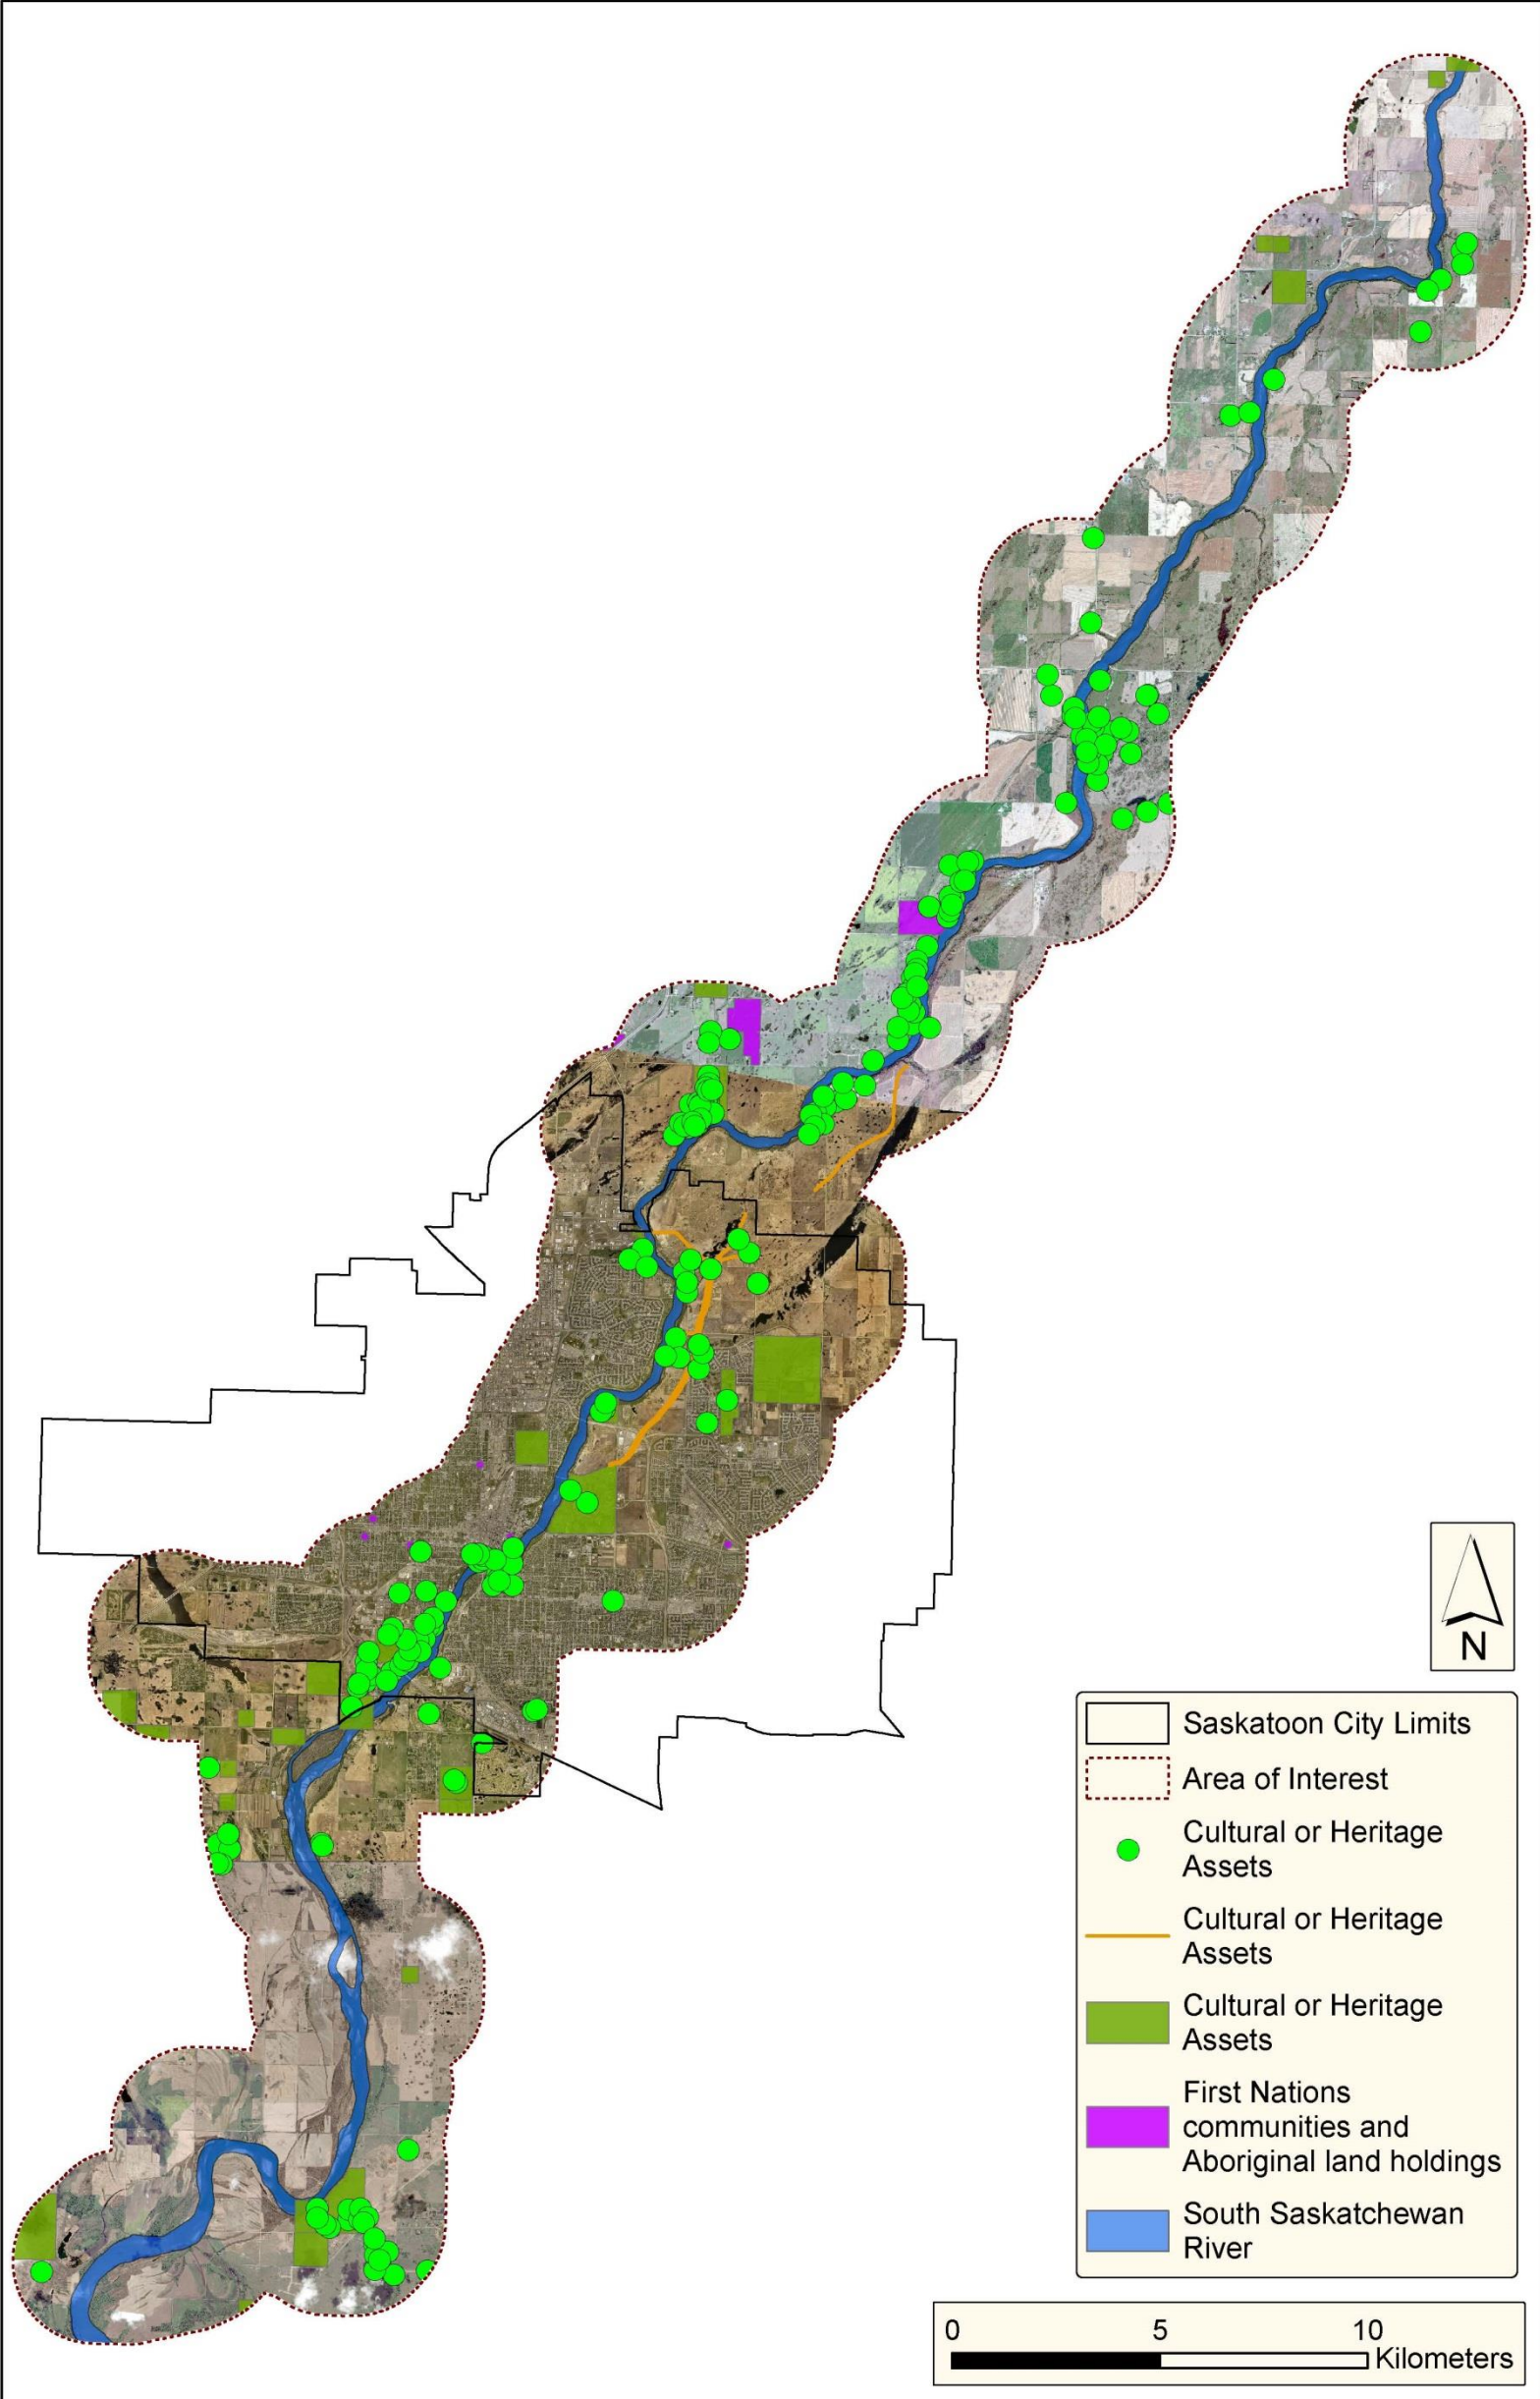 N
Saskatoon City Limits
Area of Interest
Cultural or Heritage
Assets
Cultural or Heritage
Assets
Cultural or Heritage
Assets
First Nations
communities and
Aboriginal land holdings
South Saskatchewan
River
0 5 10
Kilometers